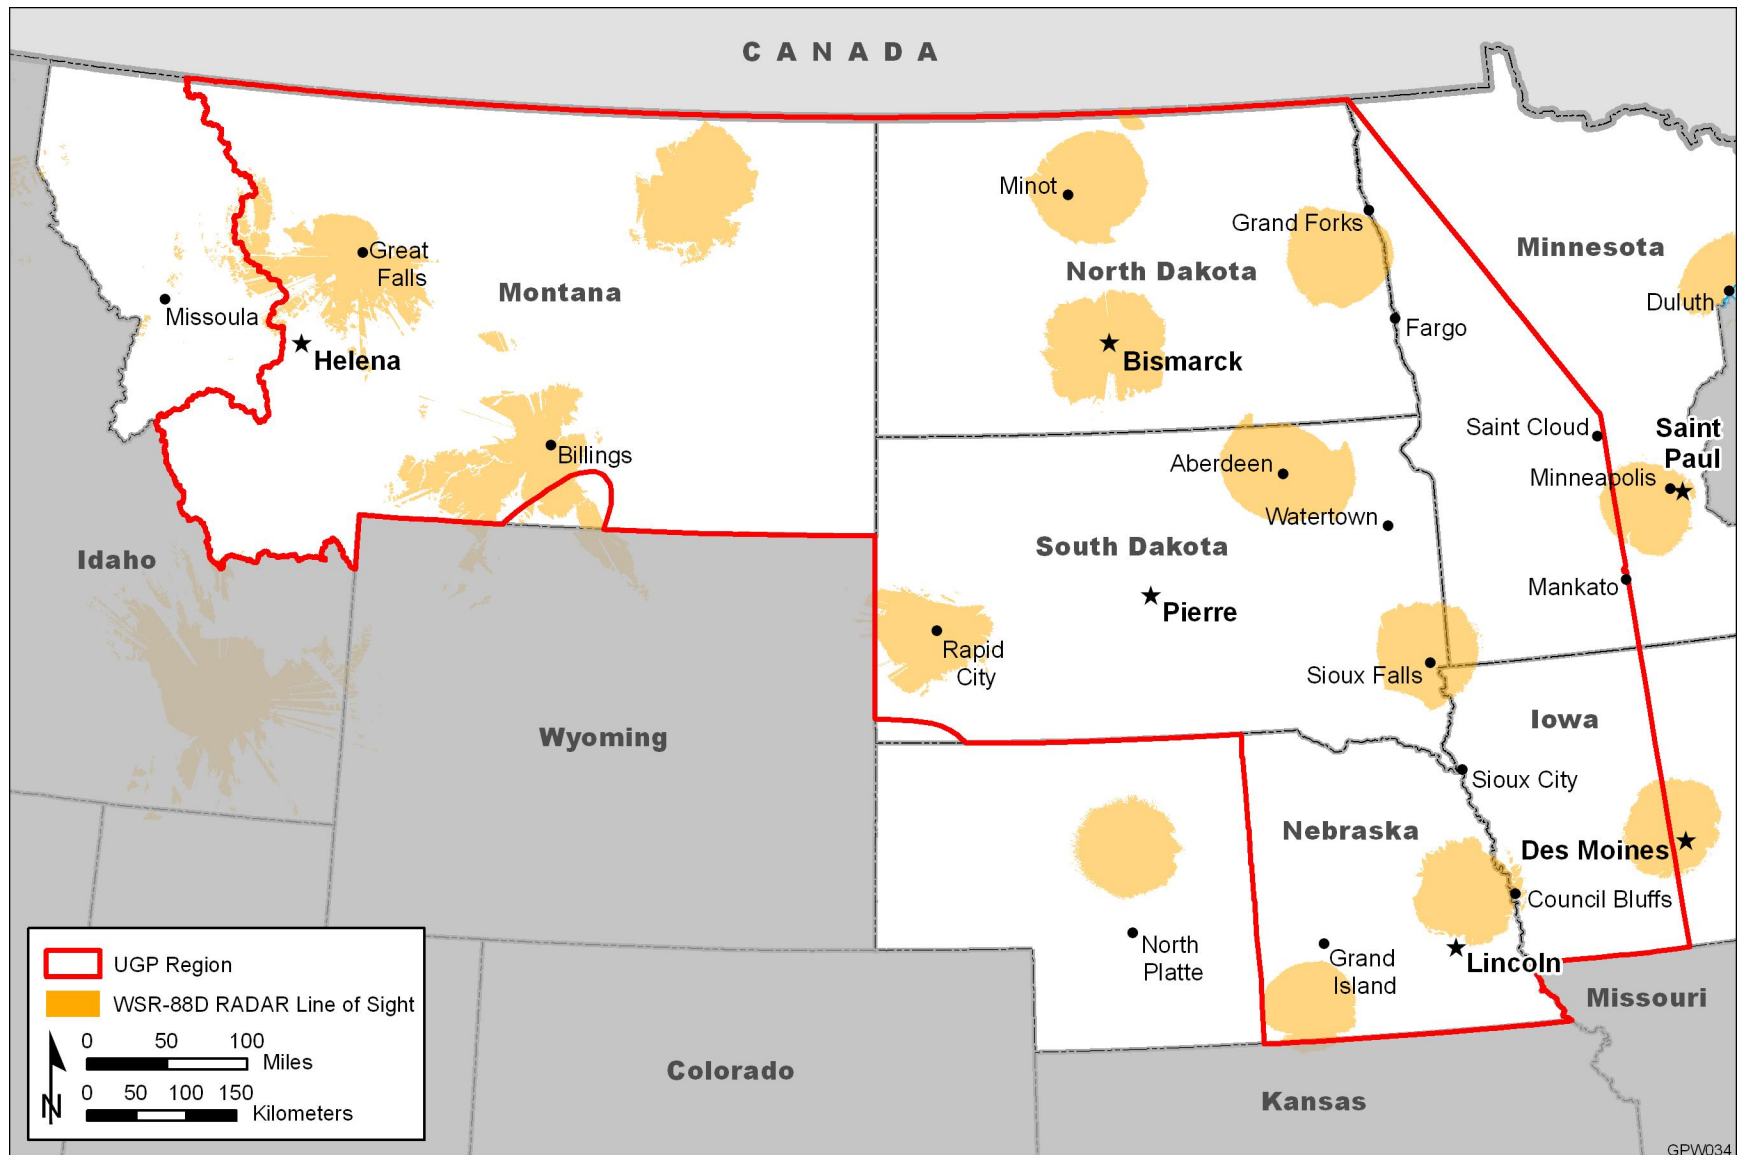 C A N A D A
Minot
Grand Forks
Minnesota
Great
Falls
North Dakota
Montana
Duluth
Missoula
Fargo
Helena
Bismarck
Saint Cloud
Saint
Paul
Billings
Aberdeen
Minneapolis
Watertown
South Dakota
Idaho
Mankato
Pierre
Rapid
City
Sioux Falls
Iowa
Wyoming
Sioux City
Nebraska
Des Moines
Council Bluffs
North
Platte
Grand
Island
Lincoln
Missouri
UGP Region
WSR-88D RADAR Line of Sight
0 50 100
Miles
0 50 100 150
Kilometers
N
Colorado
Kansas
GPW034